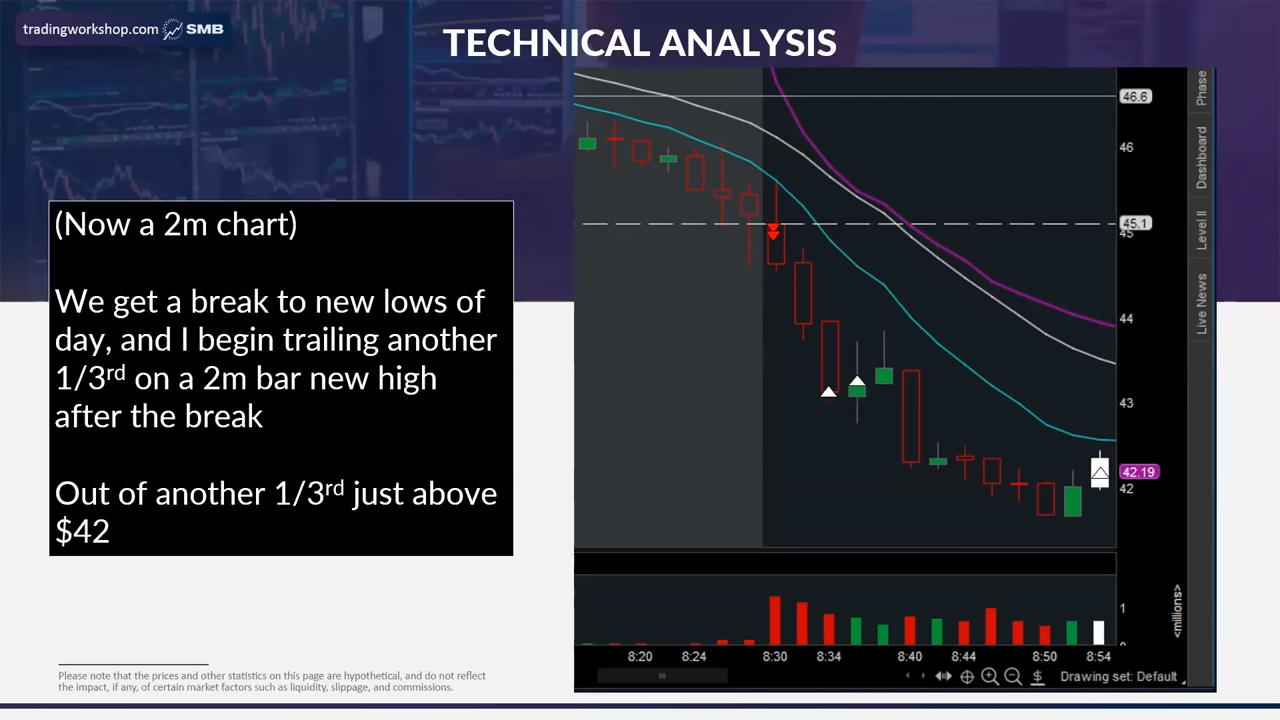 tradingworkshop.com SMB
TECHNICAL ANALYSIS
(Now a 2m chart)
We get a break to new lows of
day, and I begin trailing another
1/3rd on a 2m bar new high
after the break
Out of another 1/3rd just above
$42
46.6
46
45.1
45
44
43
42.19
42
1
<millions>
Phase
Dashboard
Level II
Live News
8:20 8:24 8:30 8:34 8:40 8:44 8:50 8:54
Drawing set: Default
Please note that the prices and other statistics on this page are hypothetical, and do not reflect
the impact, if any, of certain market factors such as liquidity, slippage, and commissions.